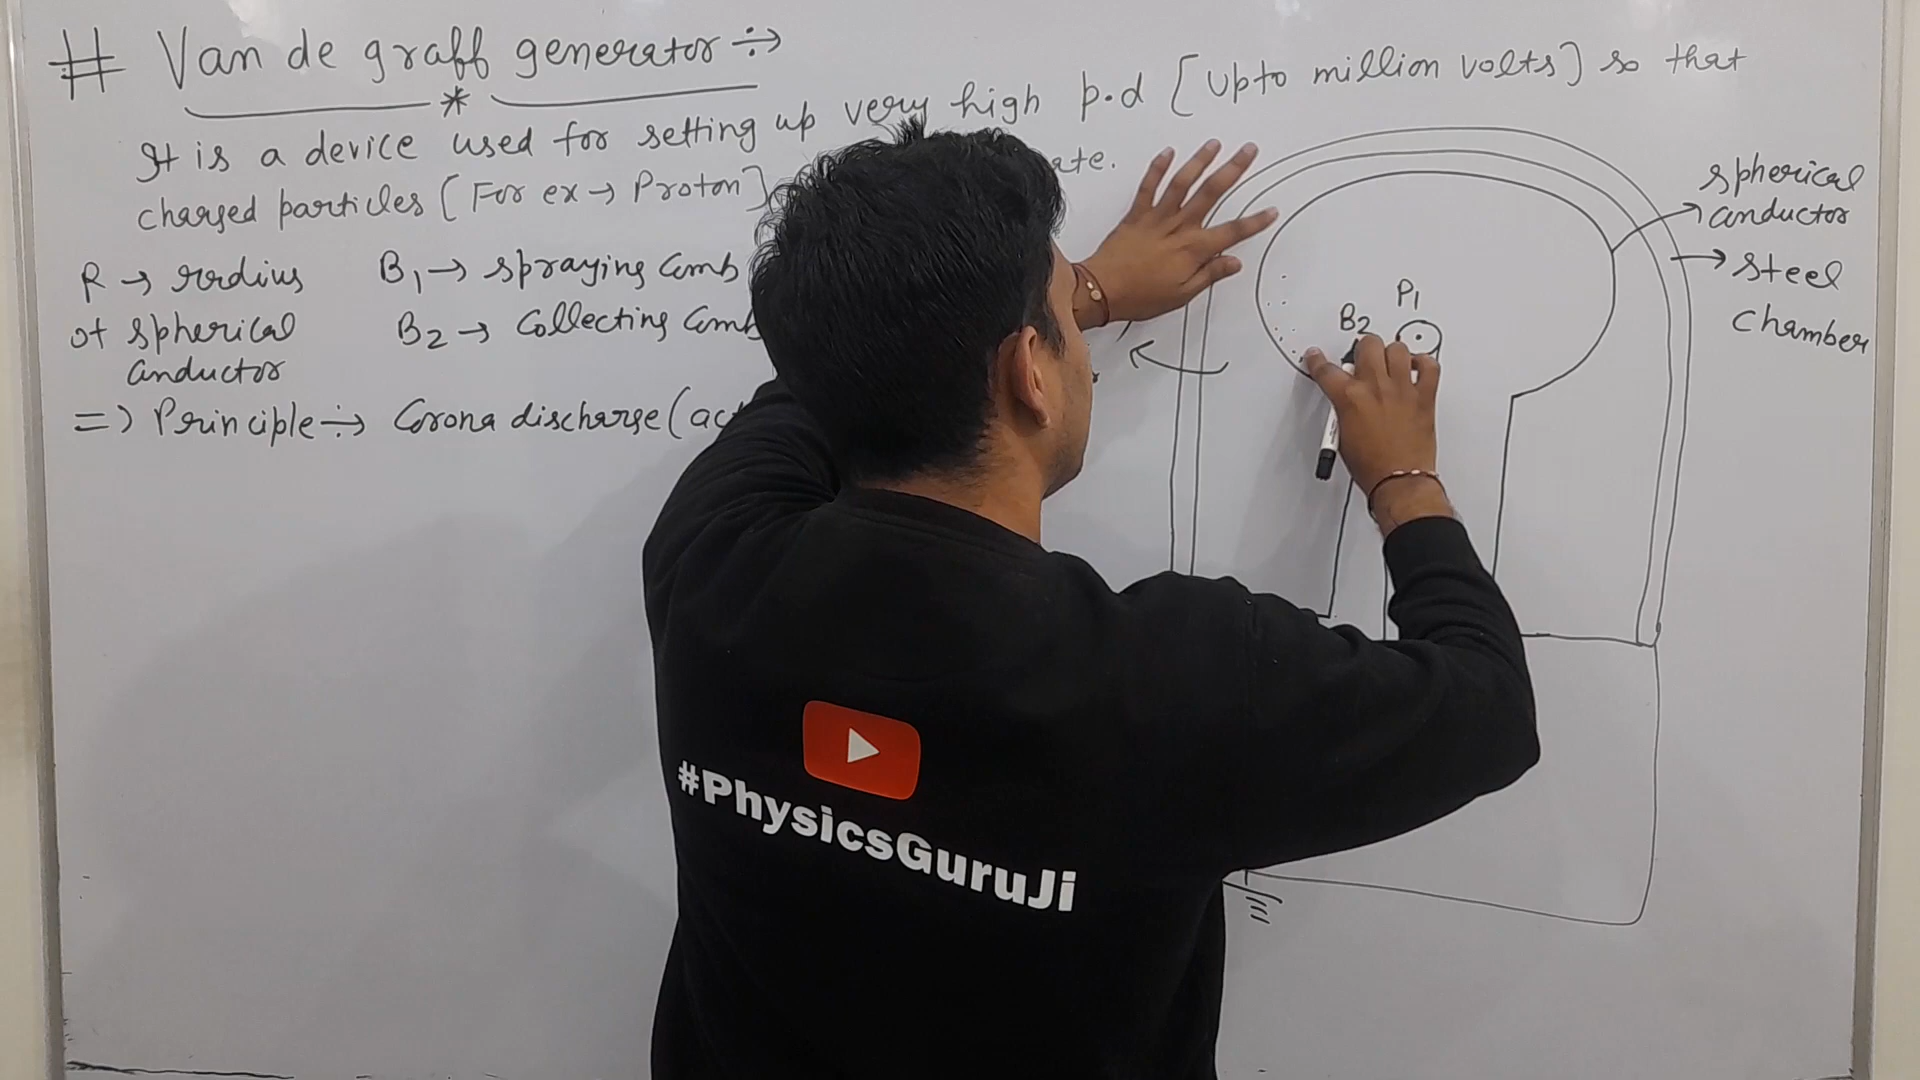 # Van de graff generator ÷>
It is a device used for setting up very high p.d [upto million volts] so that
charged particles [For ex → Proton]
R → radius
of spherical
conductor
B1 → spraying Comb
B2 → Collecting Comb
=> Principle ÷> Corona discharge (
spherical
conductor
steel
chamber
P1
B2
#PhysicsGuruJi